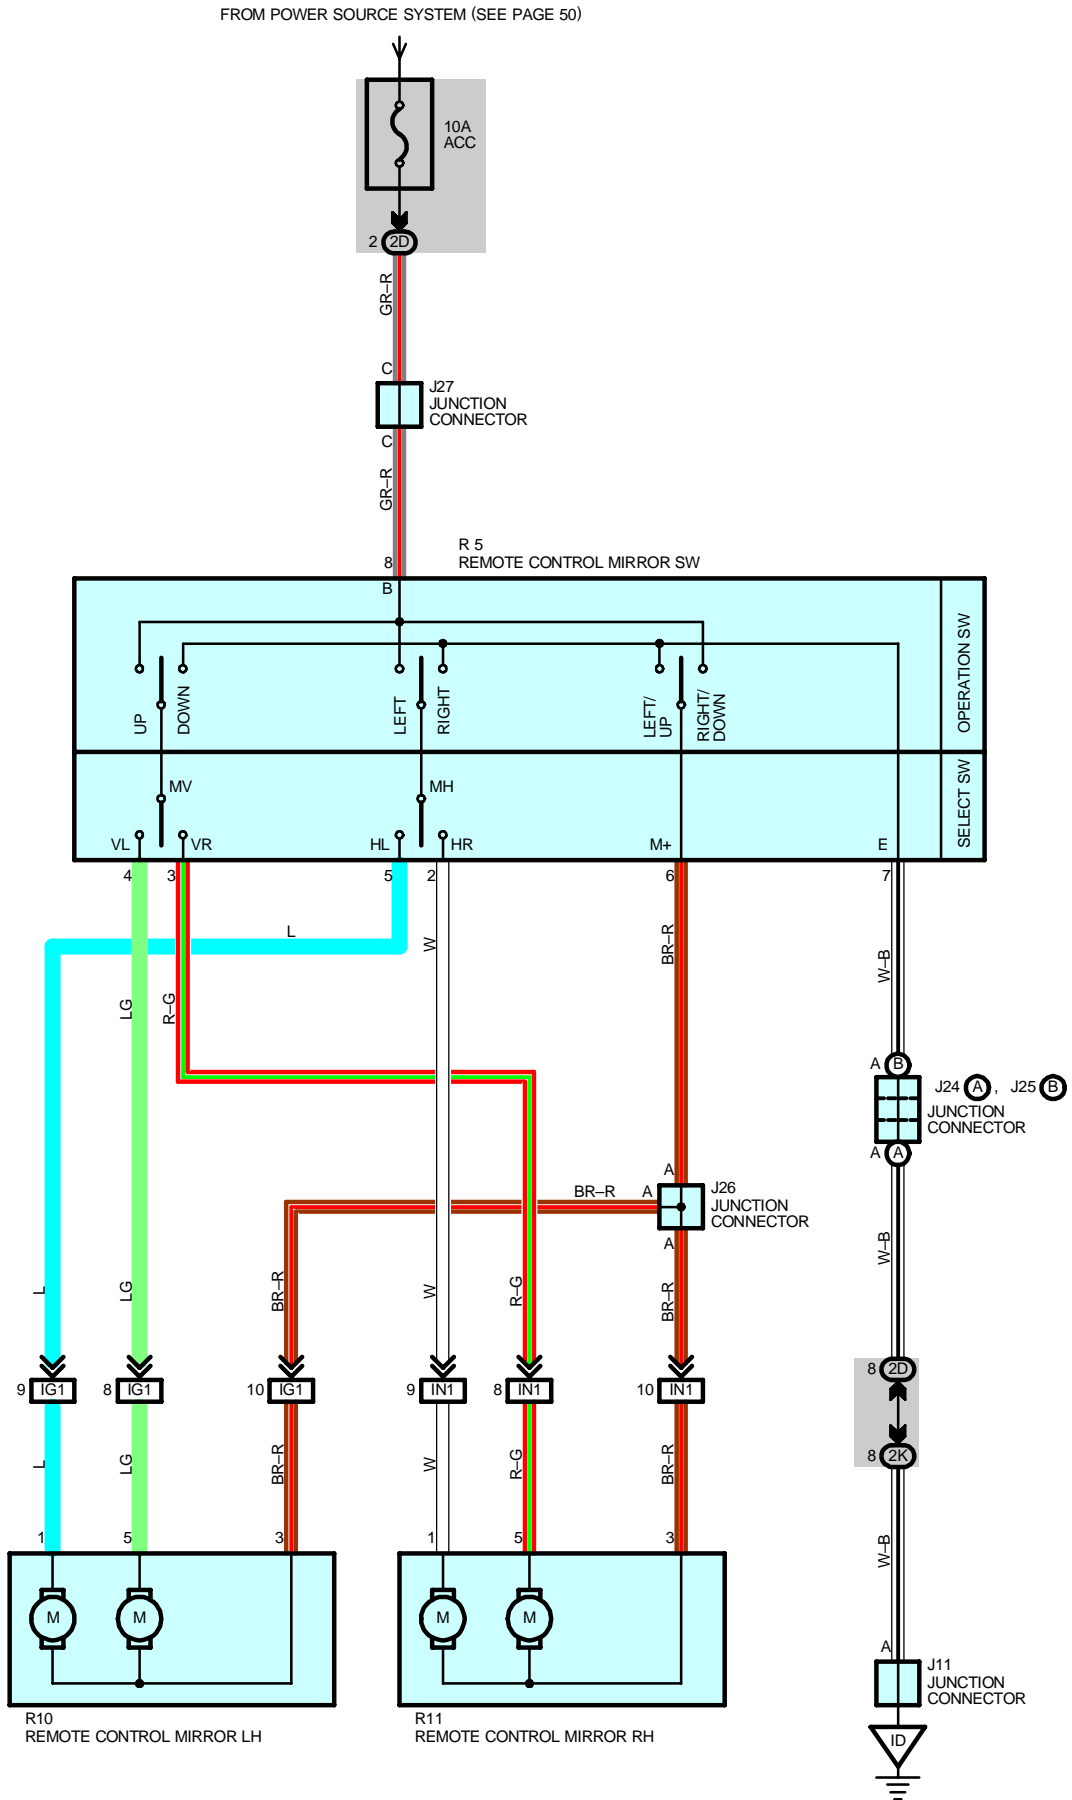 FROM POWER SOURCE SYSTEM (SEE PAGE 50)
10A
ACC
2 2D
GR–R
C
J27
JUNCTION
CONNECTOR
C
GR–R
8
R 5
REMOTE CONTROL MIRROR SW
B
UP
DOWN
LEFT
RIGHT
LEFT/
UP
RIGHT/
DOWN
OPERATION SW
MV
MH
SELECT SW
VL
VR
HL
HR
M+
E
4
3
5
2
6
7
L
W
BR–R
W–B
LG
R–G
A B
J24 A , J25 B
JUNCTION
CONNECTOR
A A
A
BR–R
A
J26
JUNCTION
CONNECTOR
A
W–B
L
LG
BR–R
W
R–G
BR–R
8 2D
9 IG1
8 IG1
10 IG1
9 IN1
8 IN1
10 IN1
8 2K
L
LG
BR–R
W
R–G
BR–R
W–B
1
5
3
1
5
3
M
M
M
M
A
J11
JUNCTION
CONNECTOR
R10
REMOTE CONTROL MIRROR LH
R11
REMOTE CONTROL MIRROR RH
ID